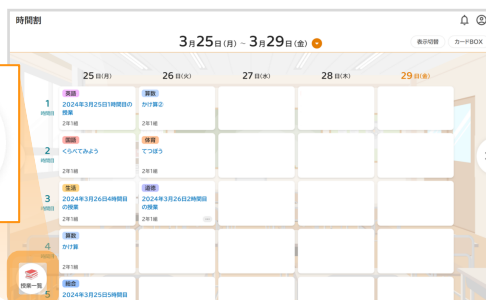 時間割
3月25日(月) ~ 3月29日(金)
表示切替 カードBOX
25日(月) 26日(火) 27日(水) 28日(木) 29日(金)
1
時間目
英語
2024年3月25日1時間目の
授業
2年1組
算数
かけ算②
2年1組
2
時間目
国語
くらべてみよう
2年1組
体育
てつぼう
2年1組
3
時間目
生活
2024年3月26日4時間目
の授業
2年1組
道徳
2024年3月26日2時間目
の授業
2年1組
4
算数
かけ算
2年1組
授業一覧
5
総合
2024年3月25日5時間目